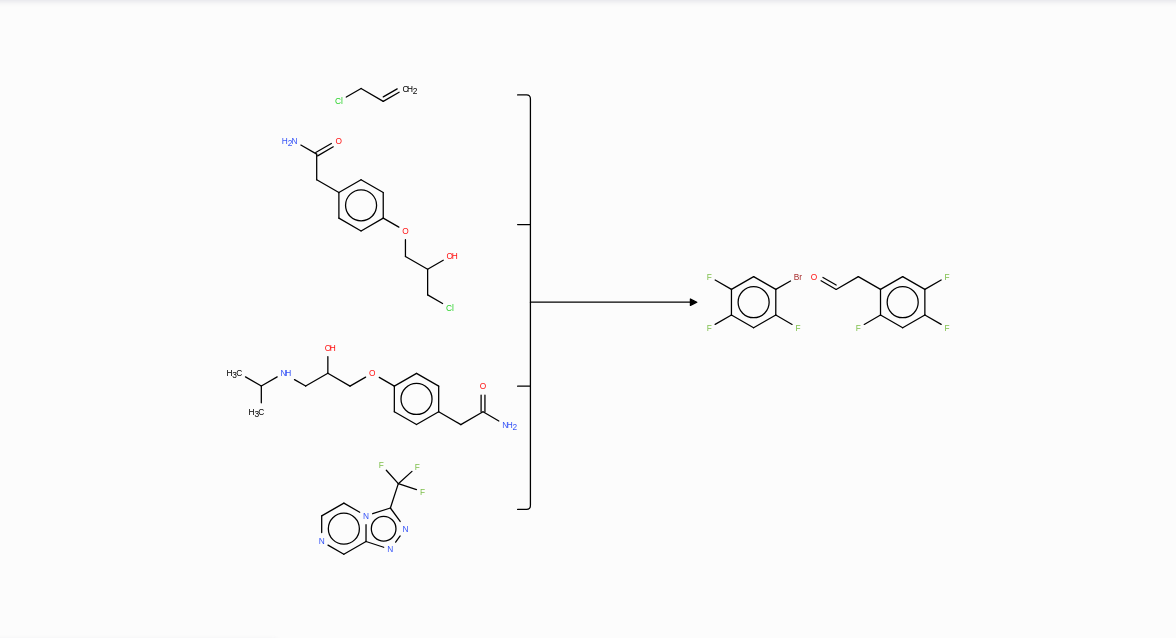 Cl CH2
H2N O
O
OH
Cl
OH
H3C NH O
H3C
O
NH2
F F
F
N
N
N N
F Br O F
F F F F